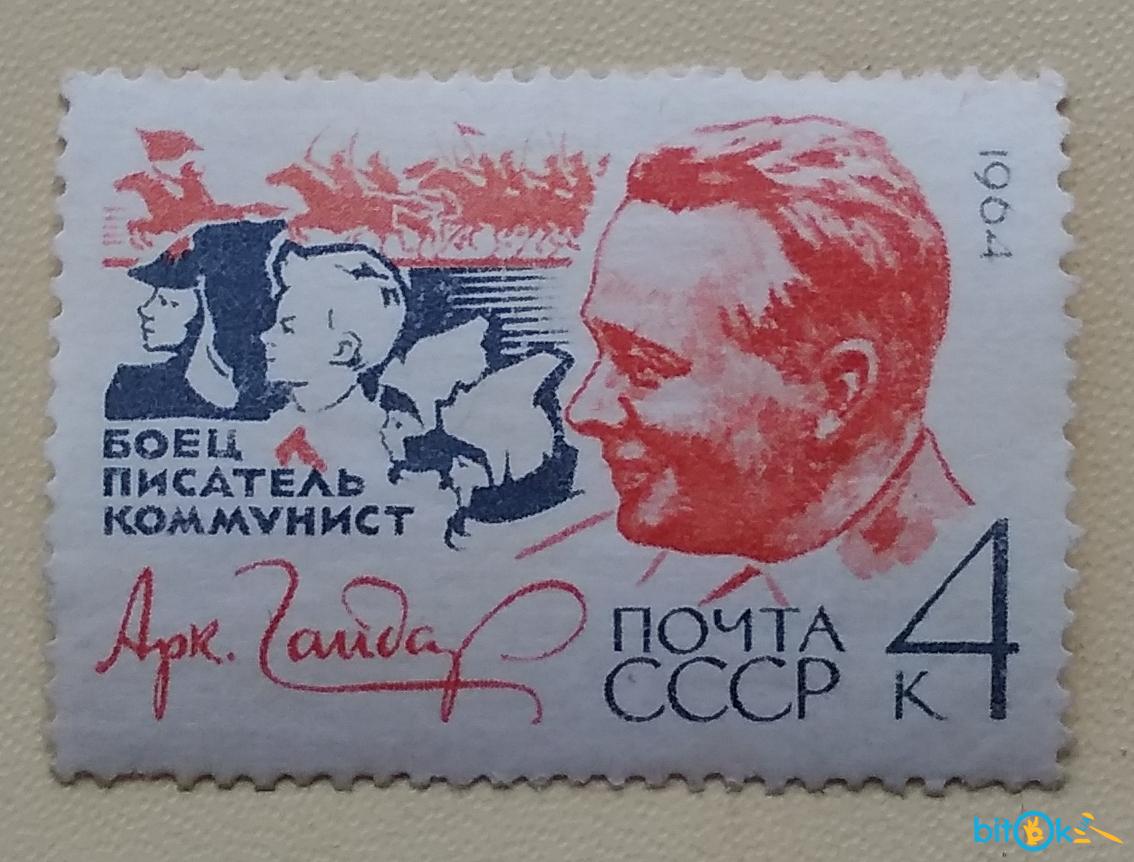 1964
БОЕЦ
ПИСАТЕЛЬ
КОММУНИСТ
Арк. Гайдар
ПОЧТА
СССР
4
К
bitOk